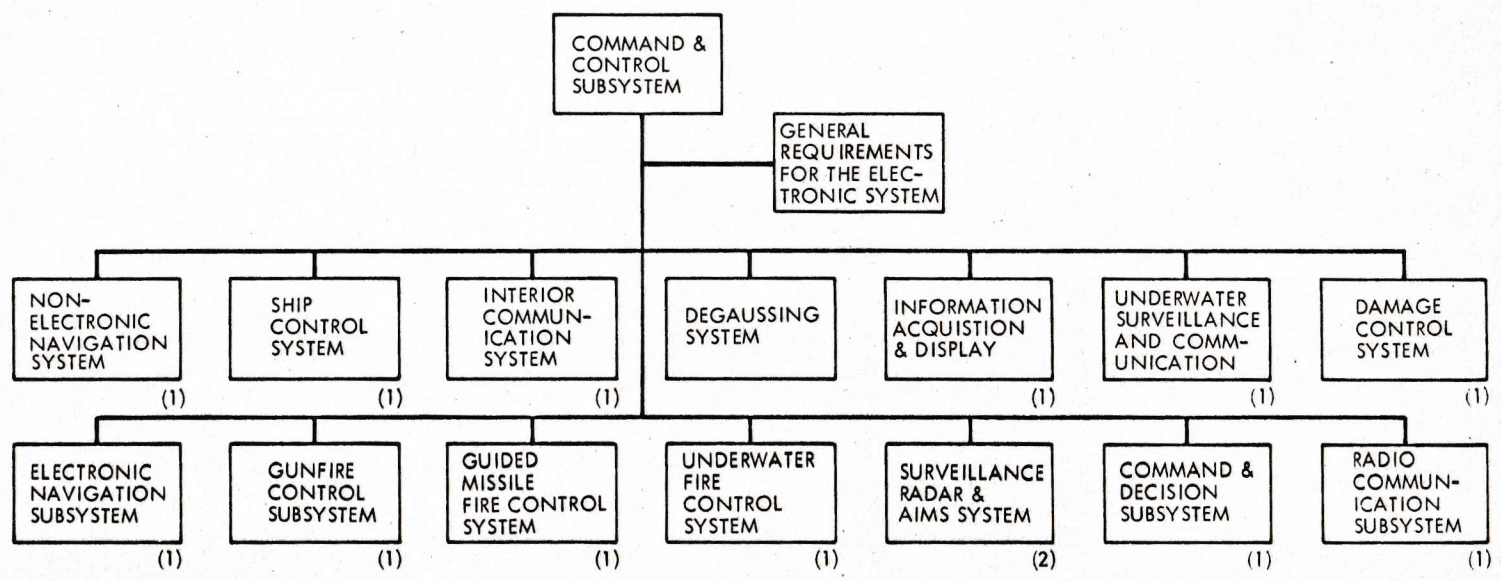 COMMAND &
CONTROL
SUBSYSTEM
GENERAL
REQUIREMENTS
FOR THE ELEC-
TRONIC SYSTEM
NON-
ELECTRONIC
NAVIGATION
SYSTEM
(1)
SHIP
CONTROL
SYSTEM
(1)
INTERIOR
COMMUN-
ICATION
SYSTEM
(1)
DEGAUSSING
SYSTEM
INFORMATION
ACQUISTION
& DISPLAY
(1)
UNDERWATER
SURVEILLANCE
AND COMM-
UNICATION
(1)
DAMAGE
CONTROL
SYSTEM
(1)
ELECTRONIC
NAVIGATION
SUBSYSTEM
(1)
GUNFIRE
CONTROL
SUBSYSTEM
(1)
GUIDED
MISSILE
FIRE CONTROL
SYSTEM
(1)
UNDERWATER
FIRE
CONTROL
SYSTEM
(1)
SURVEILLANCE
RADAR &
AIMS SYSTEM
(2)
COMMAND &
DECISION
SUBSYSTEM
(1)
RADIO
COMMUN-
ICATION
SUBSYSTEM
(1)